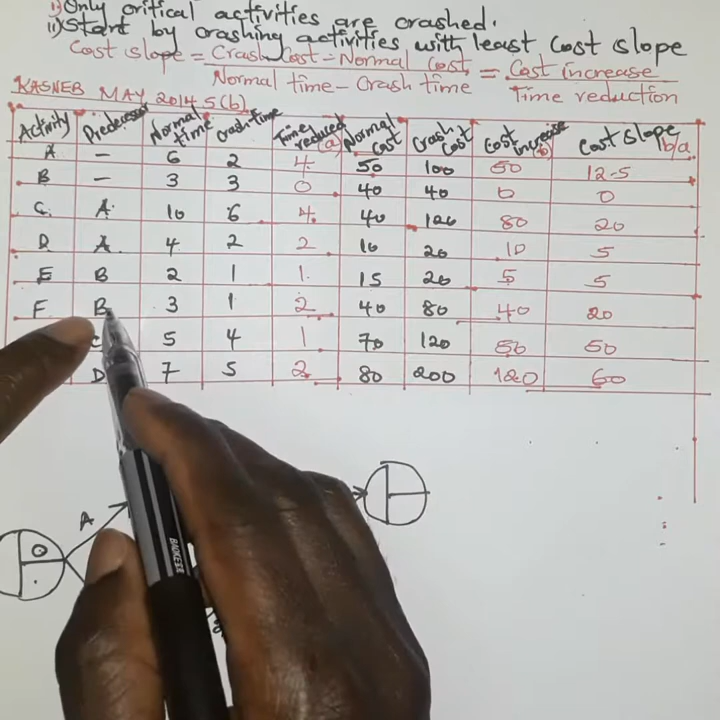 i) Only critical activities are crashed.
ii) Start by crashing activities with least cost slope
Cost slope = Crash Cost - Normal Cost / Normal time - Crash time = Cost increase / Time reduction
KASNEB MAY 2014 5(b)
Activity Predecessor Normal time Crash time Time reduced (a) Normal cost Crash cost Cost increase (b) Cost slope b/a
A - 6 2 4 50 100 50 12.5
B - 3 3 0 40 40 0 0
C A 10 6 4 40 120 80 20
D A 4 2 2 10 20 10 5
E B 2 1 1 15 20 5 5
F B 3 1 2 40 80 40 20
C 5 4 1 70 120 50 50
D 7 5 2 80 200 120 60
A
0